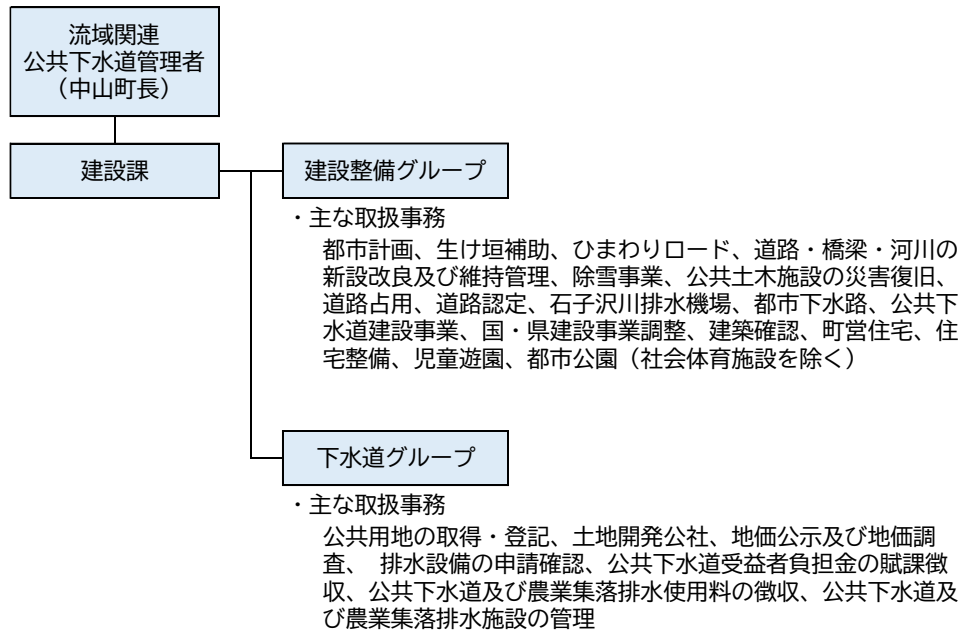 流域関連
公共下水道管理者
（中山町長）
建設課
建設整備グループ
・主な取扱事務
都市計画、生け垣補助、ひまわりロード、道路・橋梁・河川の
新設改良及び維持管理、除雪事業、公共土木施設の災害復旧、
道路占用、道路認定、石子沢川排水機場、都市下水路、公共下
水道建設事業、国・県建設事業調整、建築確認、町営住宅、住
宅整備、児童遊園、都市公園（社会体育施設を除く）
下水道グループ
・主な取扱事務
公共用地の取得・登記、土地開発公社、地価公示及び地価調
査、 排水設備の申請確認、公共下水道受益者負担金の賦課徴
収、公共下水道及び農業集落排水使用料の徴収、公共下水道及
び農業集落排水施設の管理